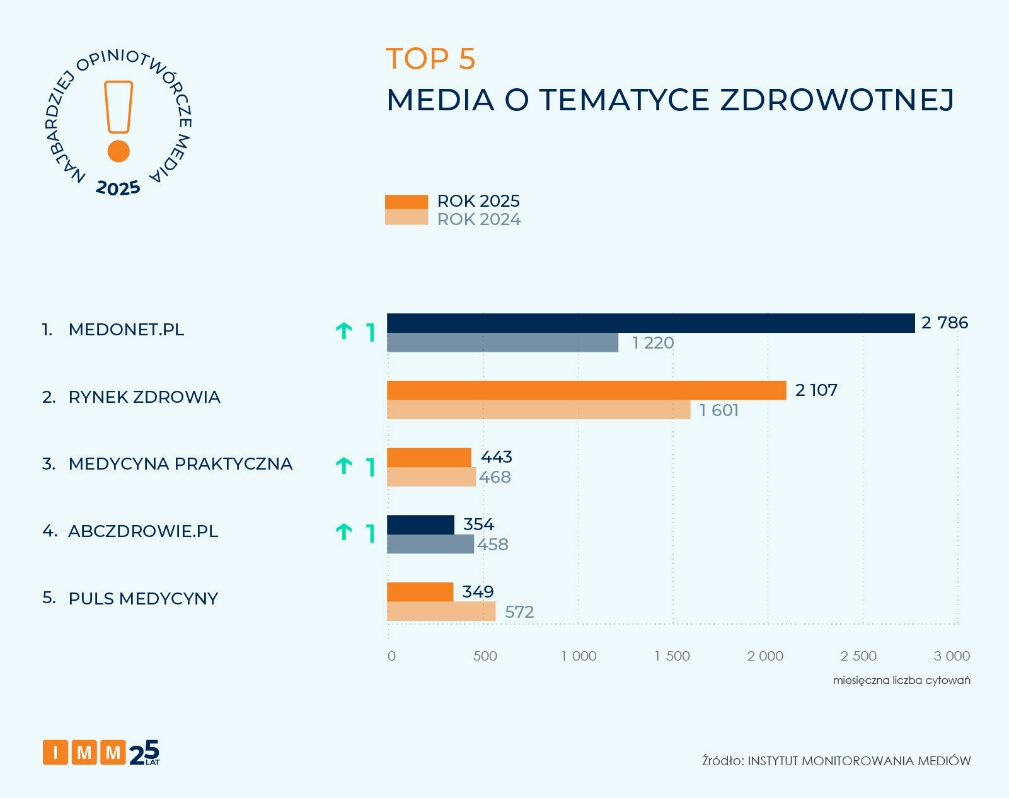 NAJBARDZIEJ OPINIOTWÓRCZE MEDIA
2025
TOP 5
MEDIA O TEMATYCE ZDROWOTNEJ
ROK 2025
ROK 2024
1. MEDONET.PL ↑ 1 2 786
1 220
2. RYNEK ZDROWIA 2 107
1 601
3. MEDYCYNA PRAKTYCZNA ↑ 1 443
468
4. ABCZDROWIE.PL ↑ 1 354
458
5. PULS MEDYCYNY 349
572
0 500 1 000 1 500 2 000 2 500 3 000
miesięczna liczba cytowań
IMM 25 LAT
Źródło: INSTYTUT MONITOROWANIA MEDIÓW